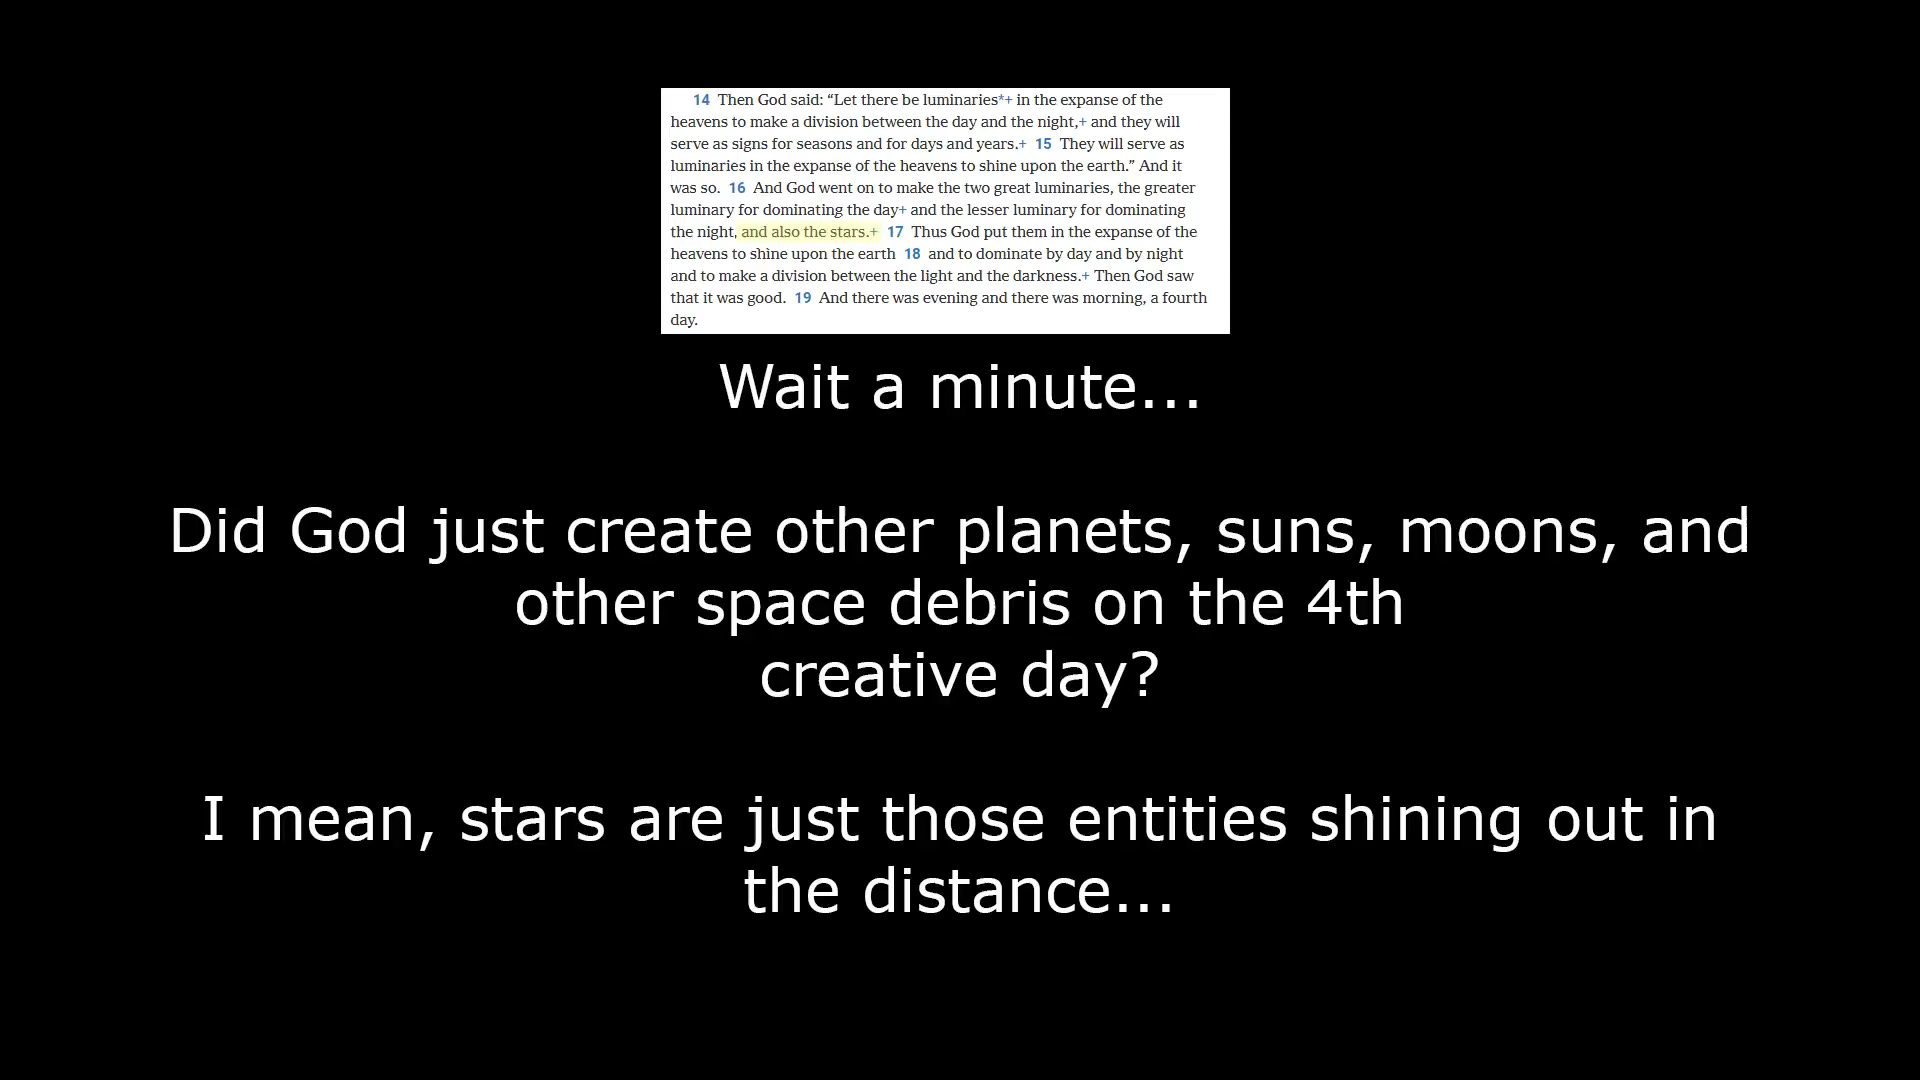 14 Then God said: “Let there be luminaries*+ in the expanse of the
heavens to make a division between the day and the night,+ and they will
serve as signs for seasons and for days and years.+ 15 They will serve as
luminaries in the expanse of the heavens to shine upon the earth.” And it
was so. 16 And God went on to make the two great luminaries, the greater
luminary for dominating the day+ and the lesser luminary for dominating
the night, and also the stars.+ 17 Thus God put them in the expanse of the
heavens to shine upon the earth 18 and to dominate by day and by night
and to make a division between the light and the darkness.+ Then God saw
that it was good. 19 And there was evening and there was morning, a fourth
day.
Wait a minute...
Did God just create other planets, suns, moons, and
other space debris on the 4th
creative day?
I mean, stars are just those entities shining out in
the distance...